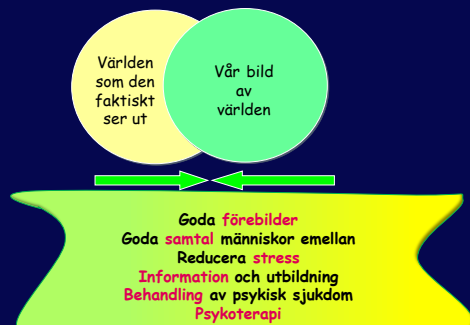 Världen
som den
faktiskt
ser ut
Vår bild
av
världen
Goda förebilder
Goda samtal människor emellan
Reducera stress
Information och utbildning
Behandling av psykisk sjukdom
Psykoterapi